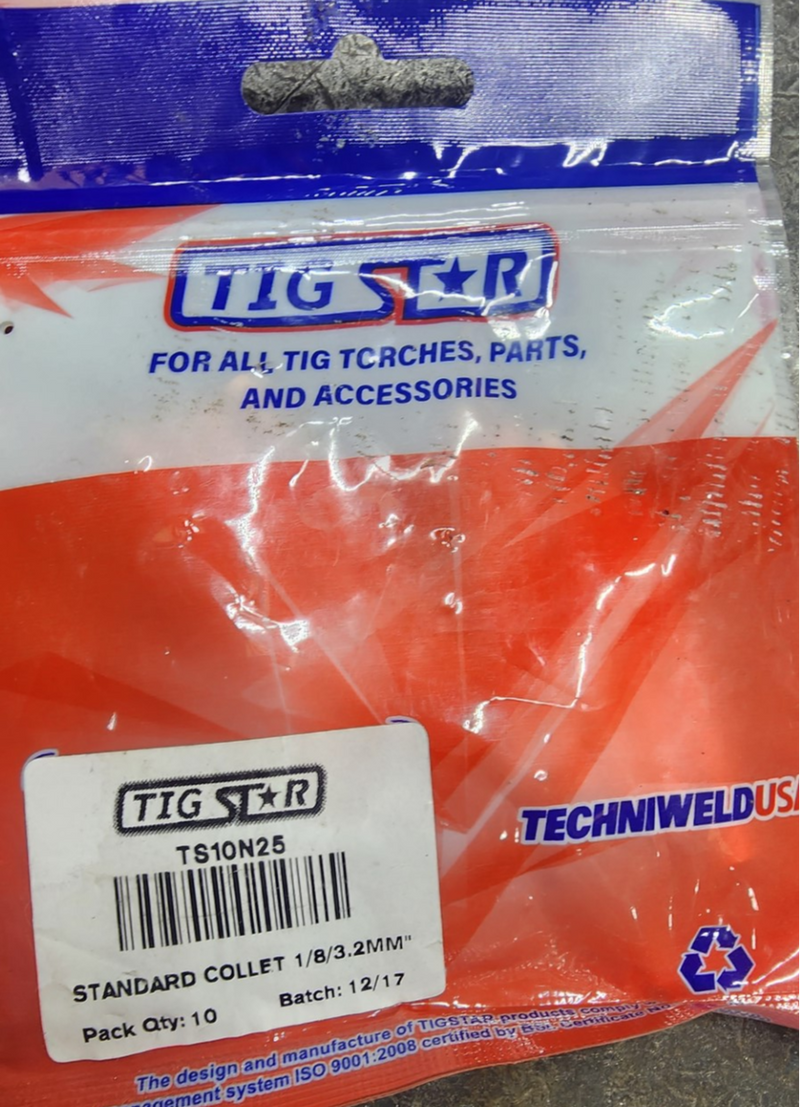 TIG STAR
FOR ALL TIG TORCHES, PARTS,
AND ACCESSORIES
TECHNIWELDUSA
TIG STAR
TS10N25
STANDARD COLLET 1/8/3.2MM"
Pack Qty: 10 Batch: 12/17
The design and manufacture of TIGSTAR products comply
system ISO 9001:2008 certified by Certificate